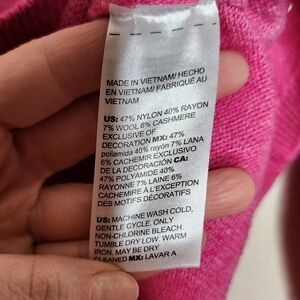 MADE IN VIETNAM/ HECHO
EN VIETNAM/ FABRIQUÉ AU
VIETNAM
US: 47% NYLON 40% RAYON
7% WOOL 6% CASHMERE
EXCLUSIVE OF
DECORATION MX: 47%
poliamida 40% rayón 7% LANA
6% CACHEMIR EXCLUSIVO
DE LA DECORACIÓN CA:
47% POLYAMIDE 40%
RAYONNE 7% LAINE 6%
CACHEMIRE À L'EXCEPTION
DES MOTIFS DÉCORATIFS
US: MACHINE WASH COLD,
GENTLE CYCLE. ONLY
NON-CHLORINE BLEACH.
TUMBLE DRY LOW. WARM
IRON. MAY BE DRY
CLEANED MX: LAVAR A